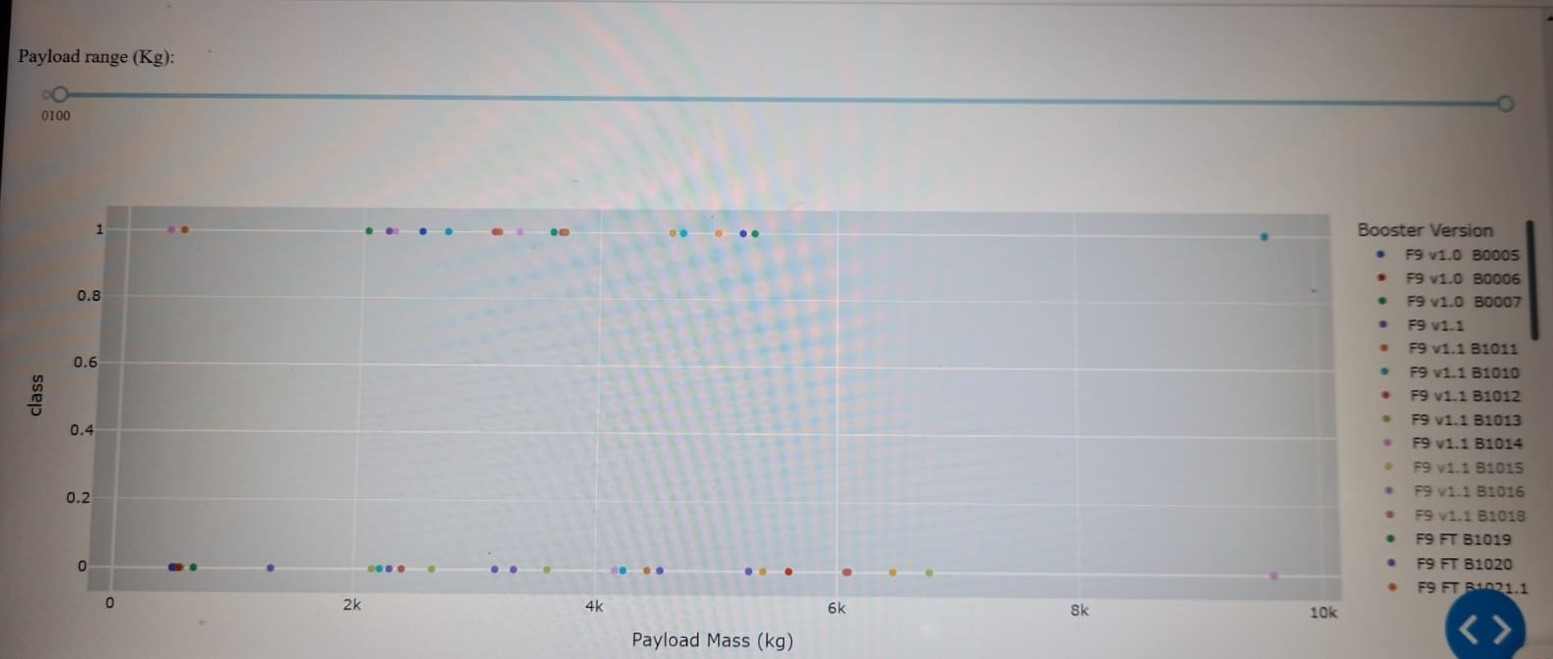 Payload range (Kg):
0100
1
0.8
0.6
0.4
0.2
0
class
0
2k
4k
6k
8k
10k
Payload Mass (kg)
Booster Version
F9 v1.0 B0005
F9 v1.0 B0006
F9 v1.0 B0007
F9 v1.1
F9 v1.1 B1011
F9 v1.1 B1010
F9 v1.1 B1012
F9 v1.1 B1013
F9 v1.1 B1014
F9 v1.1 B1015
F9 v1.1 B1016
F9 v1.1 B1018
F9 FT B1019
F9 FT B1020
F9 FT B1021.1